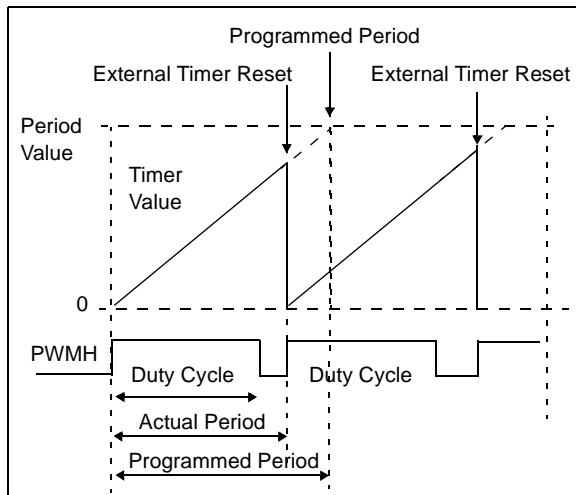 Programmed Period
External Timer Reset
External Timer Reset
Period
Value
Timer
Value
0
PWMH
Duty Cycle
Duty Cycle
Actual Period
Programmed Period